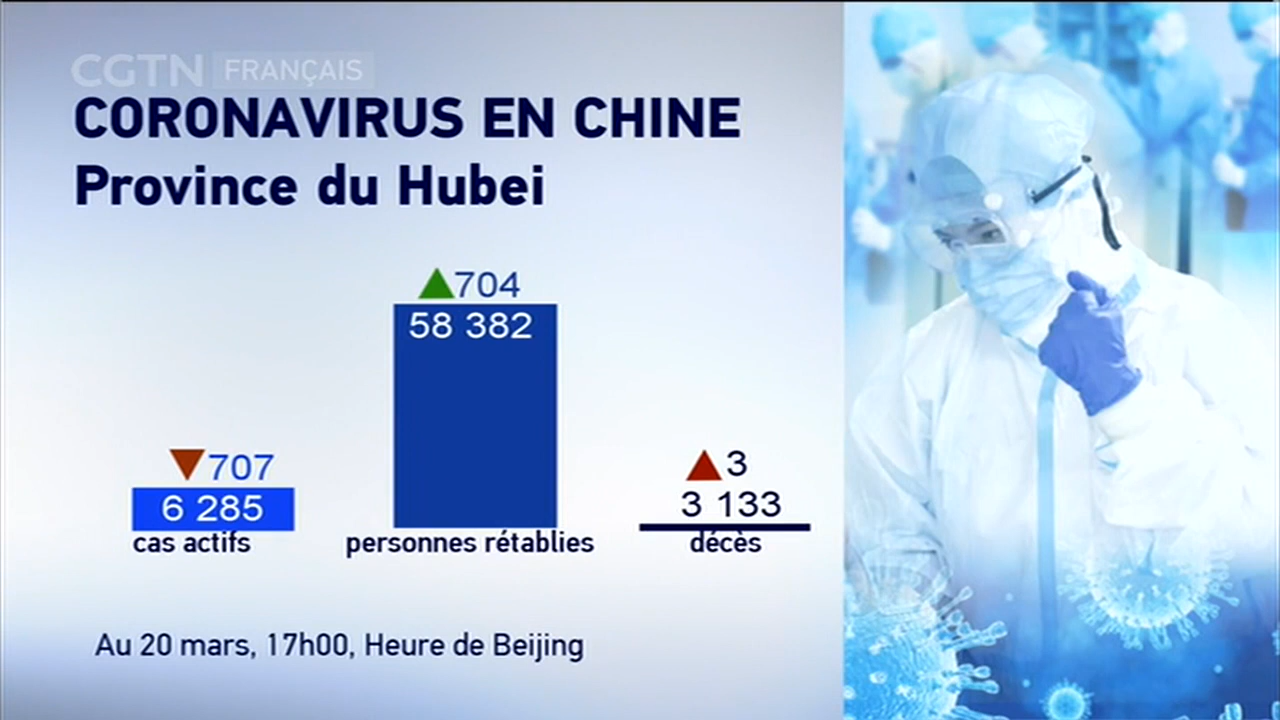 CGTN FRANÇAIS
CORONAVIRUS EN CHINE
Province du Hubei
704
58 382
707
6 285
3
3 133
cas actifs
personnes rétablies
décès
Au 20 mars, 17h00, Heure de Beijing